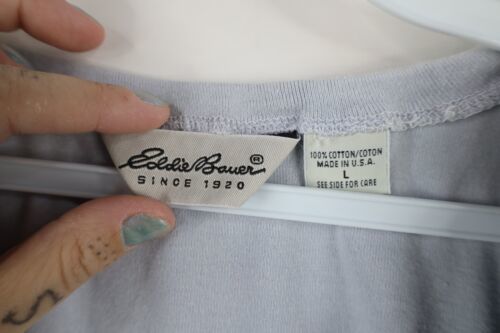 Eddie Bauer®
SINCE 1920
100% COTTON/COTON
MADE IN U.S.A.
L
SEE SIDE FOR CARE